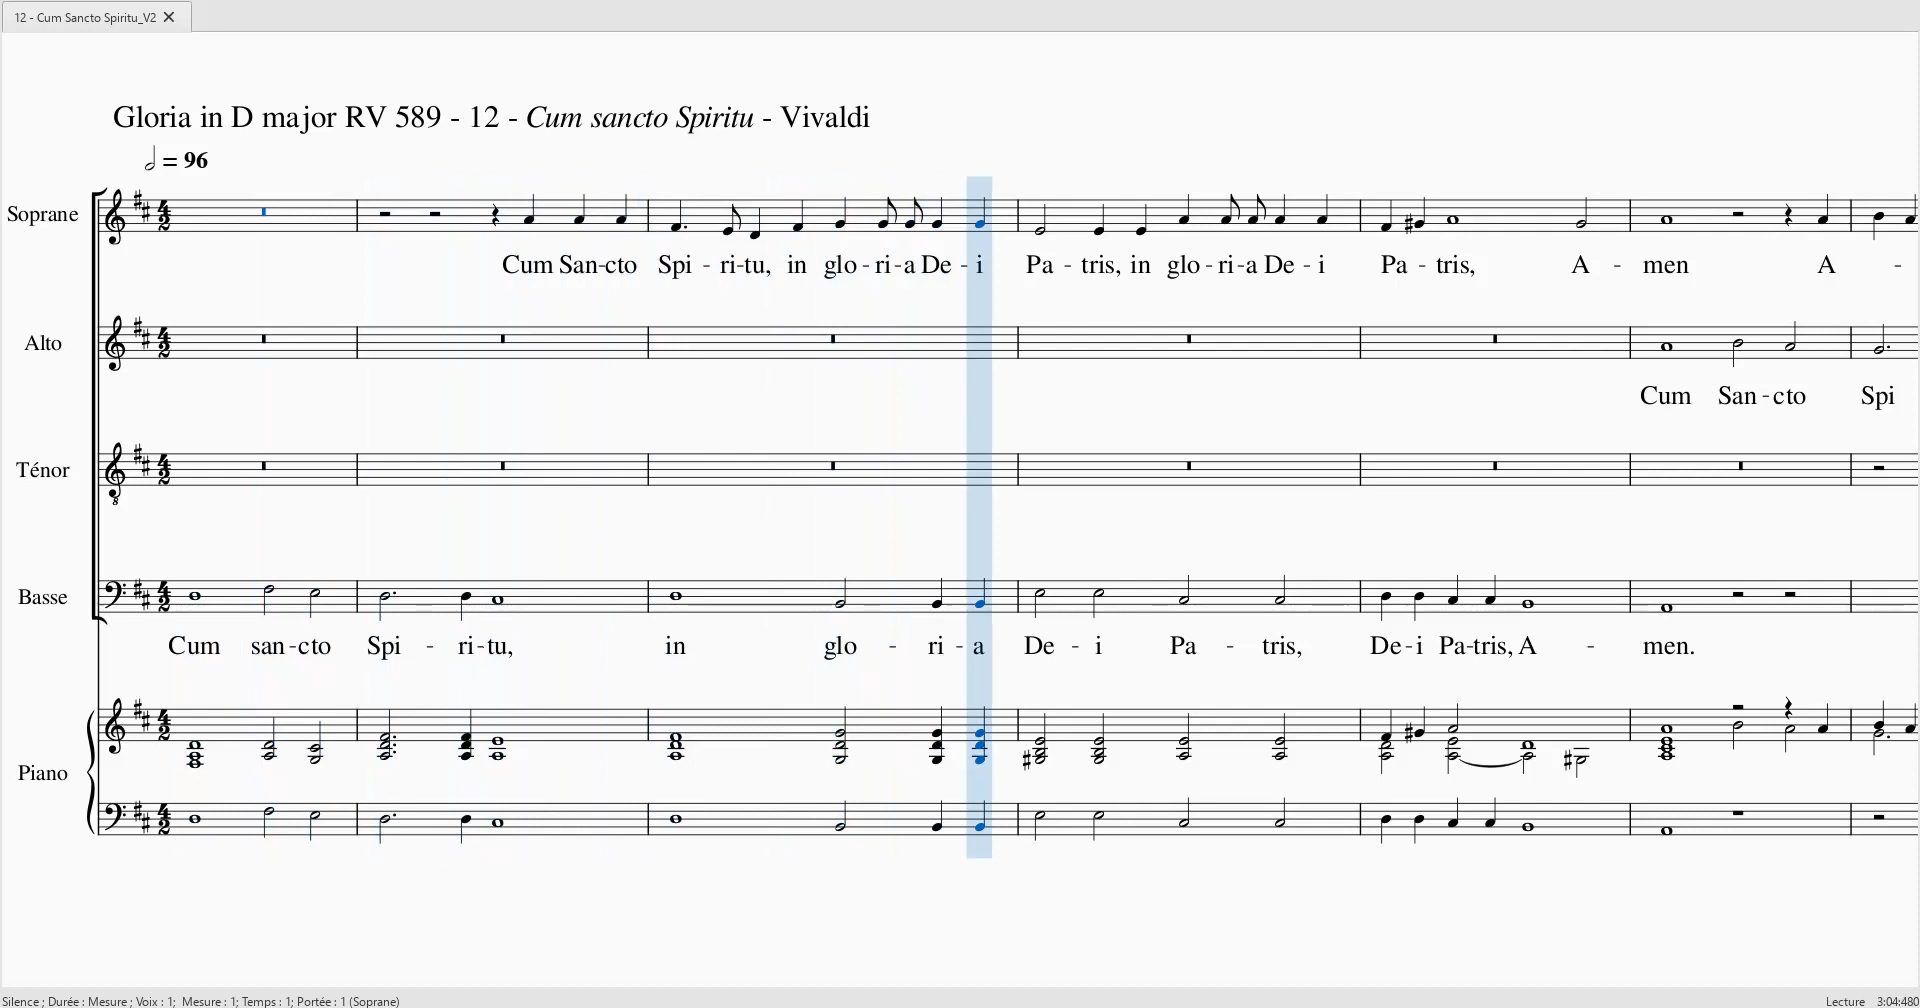 12 - Cum Sancto Spiritu_V2
Gloria in D major RV 589 - 12 - Cum sancto Spiritu - Vivaldi
= 96
Soprane
Cum San-cto Spi - ri-tu, in glo - ri - a De - i Pa - tris, in glo - ri - a De - i Pa - tris, A - men A -
Alto
Cum San - cto Spi
Ténor
Basse
Cum san - cto Spi - ri - tu, in glo - ri - a De - i Pa - tris, De - i Pa-tris, A - men.
Piano
Silence ; Durée : Mesure ; Voix : 1; Mesure : 1; Temps : 1; Portée : 1 (Soprane)
Lecture 3:04:480